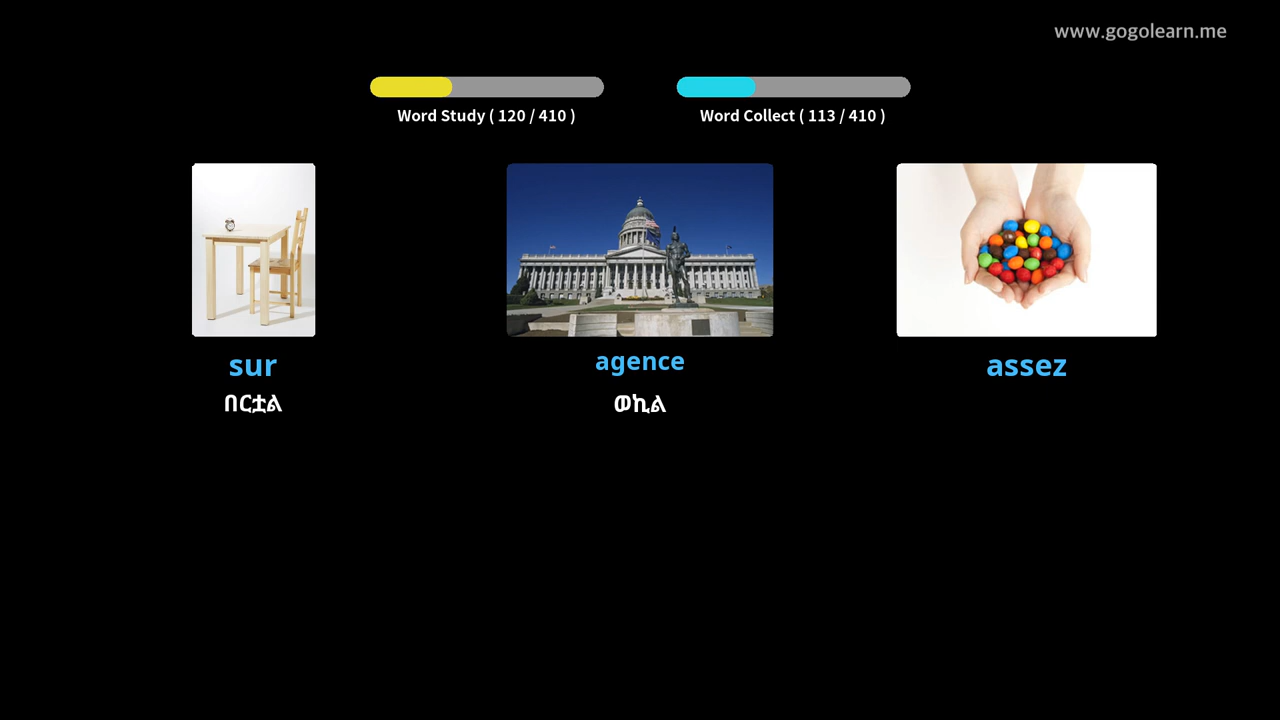 www.gogolearn.me
Word Study ( 120 / 410 )
Word Collect ( 113 / 410 )
sur
agence
assez
በርቷል
ወኪል